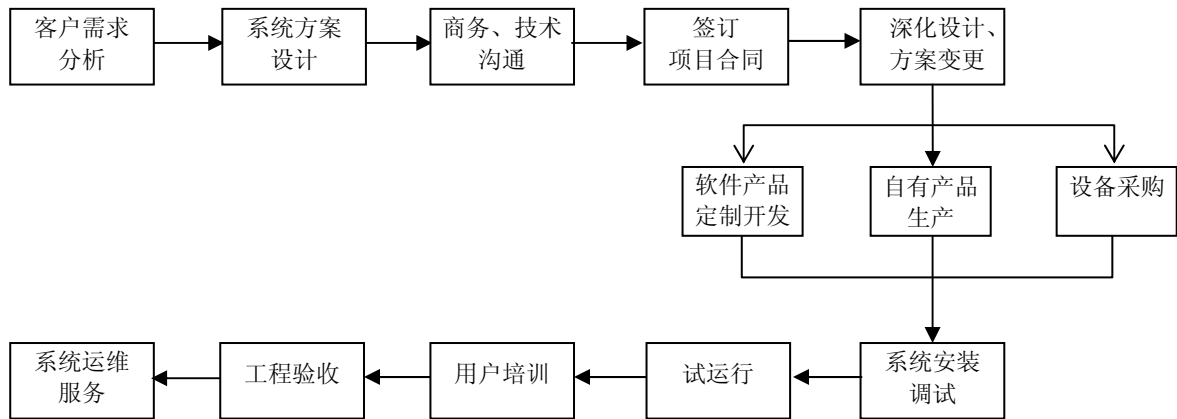 客户需求
分析
系统方案
设计
商务、技术
沟通
签订
项目合同
深化设计、
方案变更
软件产品
定制开发
自有产品
生产
设备采购
系统运维
服务
工程验收
用户培训
试运行
系统安装
调试